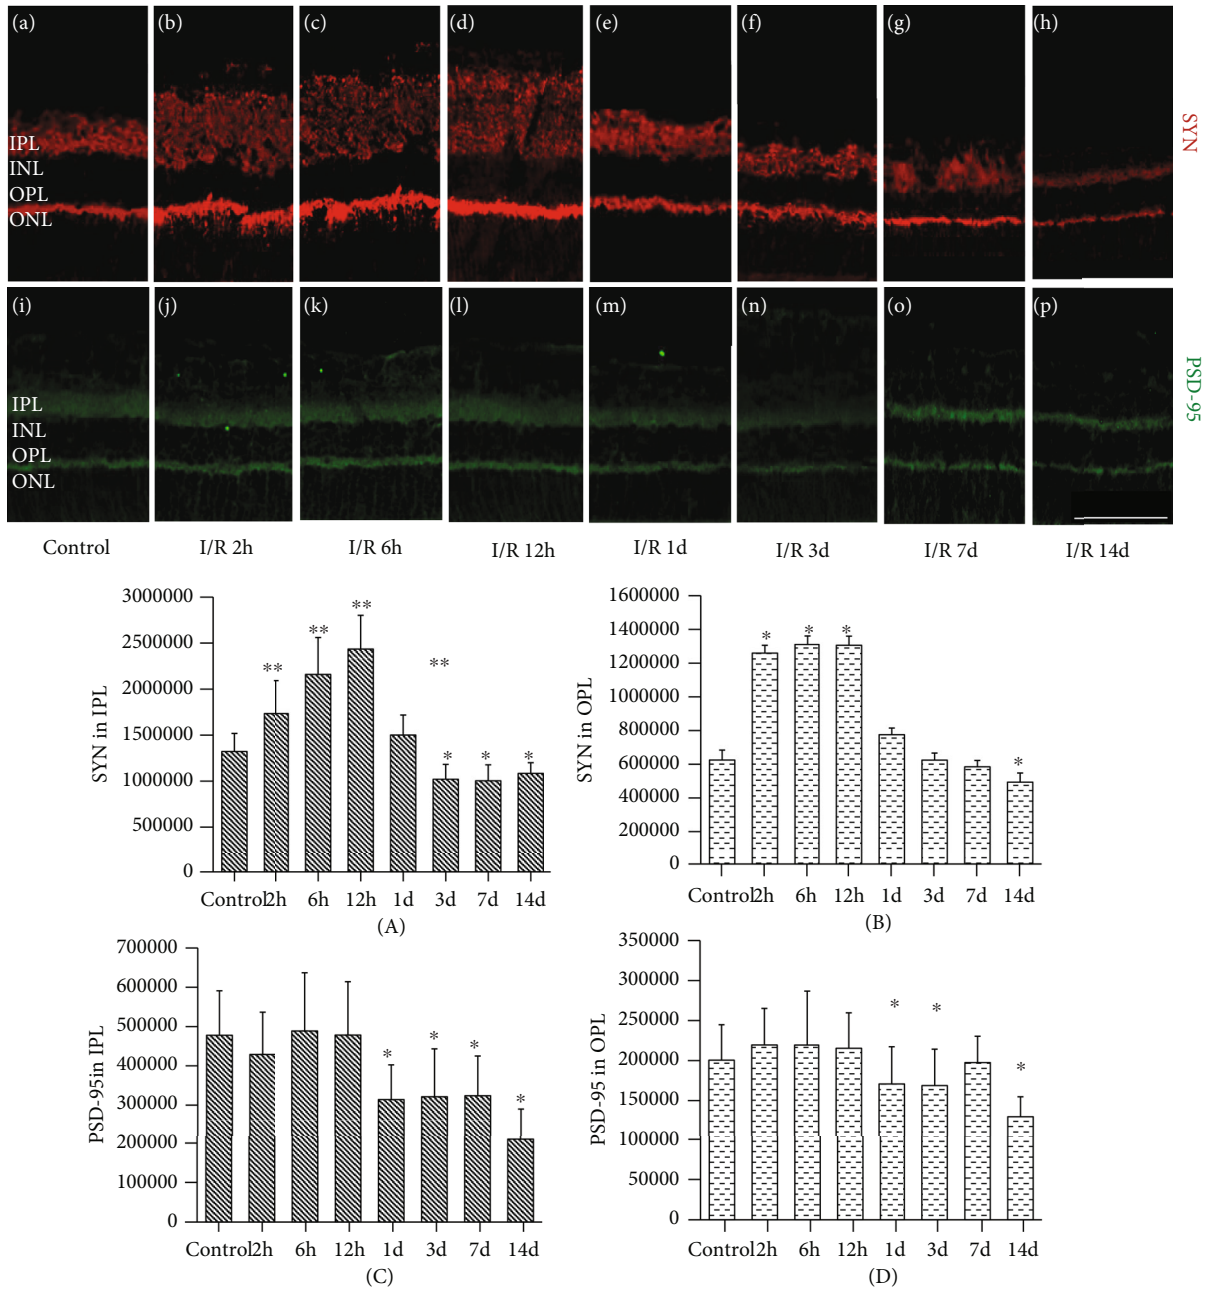 (a) (b) (c) (d) (e) (f) (g) (h)
SYN
IPL
INL
OPL
ONL
(i) (j) (k) (l) (m) (n) (o) (p)
PSD-95
IPL
INL
OPL
ONL
Control I/R 2h I/R 6h I/R 12h I/R 1d I/R 3d I/R 7d I/R 14d
SYN in IPL
3000000
2500000
2000000
1500000
1000000
500000
0
** ** ** ** * * *
Control 2h 6h 12h 1d 3d 7d 14d
(A)
SYN in OPL
1600000
1400000
1200000
1000000
800000
600000
400000
200000
0
* * * *
Control 2h 6h 12h 1d 3d 7d 14d
(B)
PSD-95in IPL
700000
600000
500000
400000
300000
200000
100000
0
* * * *
Control 2h 6h 12h 1d 3d 7d 14d
(C)
PSD-95 in OPL
350000
300000
250000
200000
150000
100000
50000
0
* * *
Control 2h 6h 12h 1d 3d 7d 14d
(D)